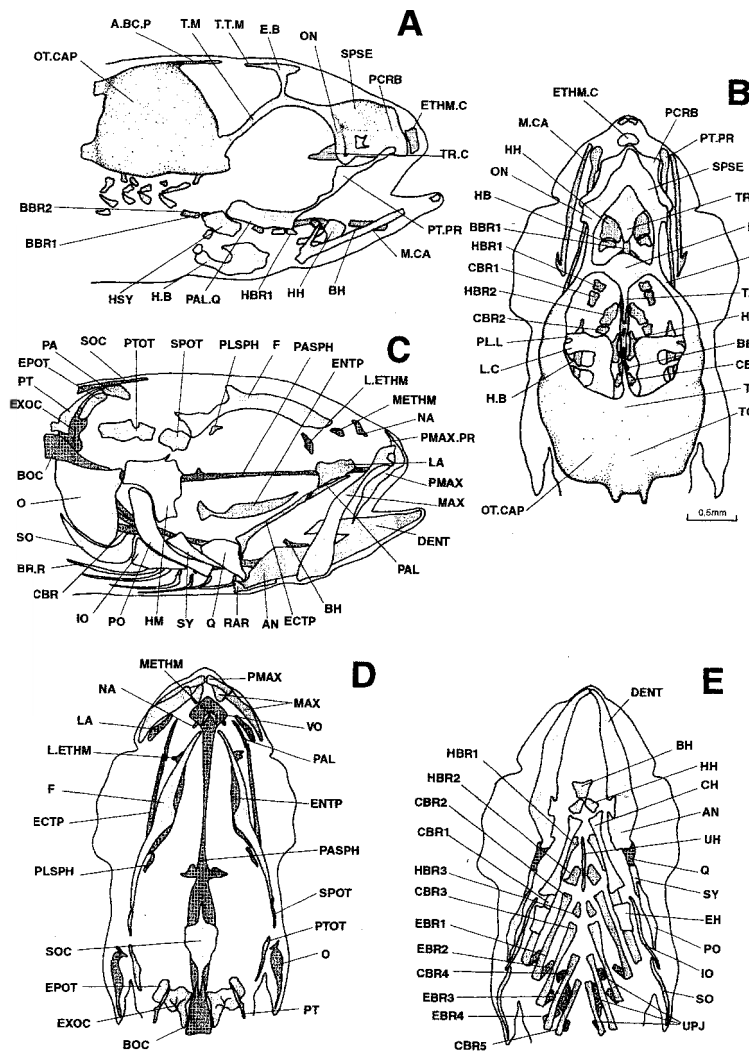 A
A.BC.P
T.M
T.T.M
E.B
ON
SPSE
PCRB
ETHM.C
OT.CAP
TR.C
PT.PR
M.CA
BBR2
BBR1
HSY
H.B
PAL.Q
HBR1
HH
BH
B
ETHM.C
M.CA
PCRB
PT.PR
HH
SPSE
ON
TR
HB
BBR1
HBR1
CBR1
T.
HBR2
H
CBR2
BB
PL.L
CB
L.C
T
H.B
TC
OT.CAP
0,5mm
C
PA
SOC
PTOT
SPOT
PLSPH
F
PASPH
ENTP
L.ETHM
METHM
NA
EPOT
PT
EXOC
PMAX.PR
LA
PMAX
MAX
BOC
O
DENT
SO
PAL
BR.R
CBR
IO
PO
HM
SY
Q
RAR
AN
ECTP
BH
D
METHM
PMAX
NA
MAX
LA
VO
L.ETHM
PAL
F
ENTP
ECTP
PASPH
PLSPH
SPOT
PTOT
SOC
O
EPOT
EXOC
PT
BOC
E
DENT
HBR1
BH
HBR2
HH
CBR2
CH
CBR1
AN
UH
HBR3
Q
CBR3
SY
EBR1
EH
EBR2
PO
CBR4
IO
EBR3
SO
EBR4
UPJ
CBR5